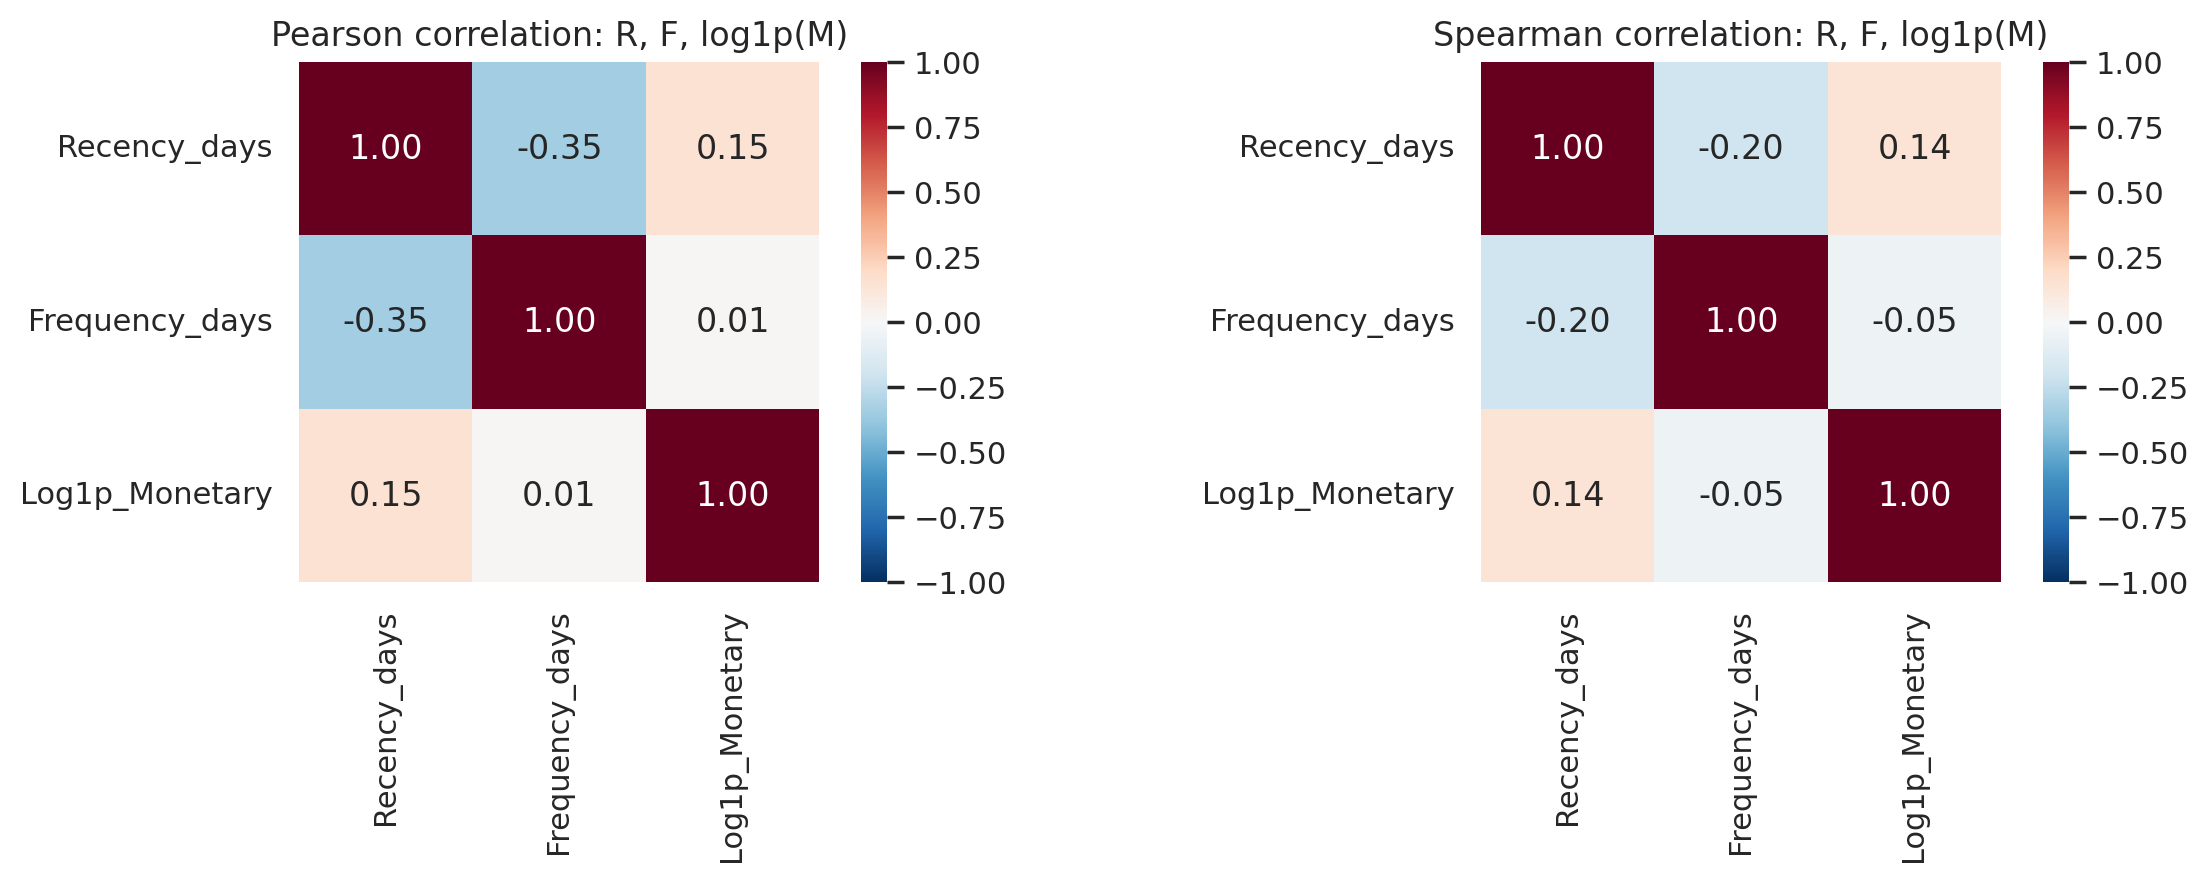 Pearson correlation: R, F, log1p(M)
Recency_days
Frequency_days
Log1p_Monetary
1.00 -0.35 0.15
-0.35 1.00 0.01
0.15 0.01 1.00
1.00
0.75
0.50
0.25
0.00
−0.25
−0.50
−0.75
−1.00
Recency_days
Frequency_days
Log1p_Monetary
Spearman correlation: R, F, log1p(M)
Recency_days
Frequency_days
Log1p_Monetary
1.00 -0.20 0.14
-0.20 1.00 -0.05
0.14 -0.05 1.00
1.00
0.75
0.50
0.25
0.00
−0.25
−0.50
−0.75
−1.00
Recency_days
Frequency_days
Log1p_Monetary